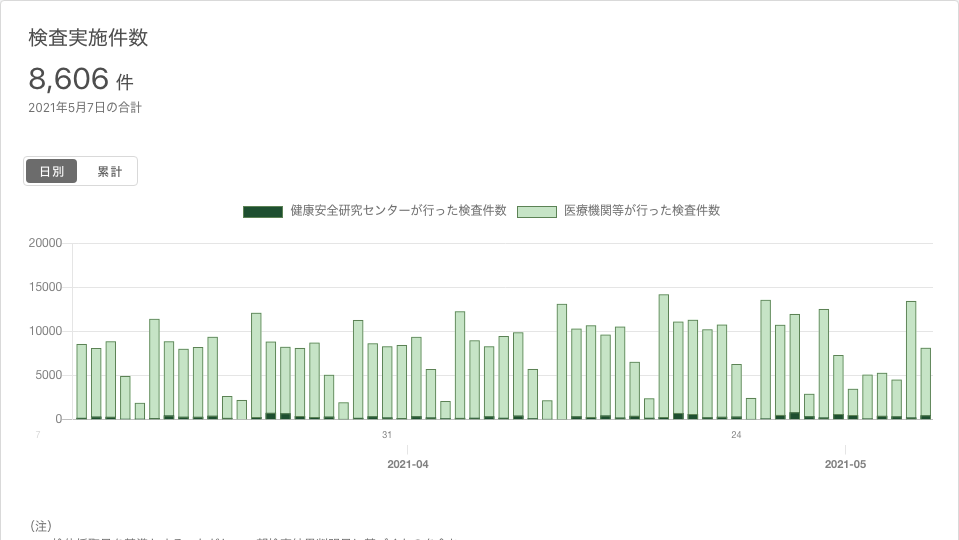 検査実施件数
8,606 件
2021年5月7日の合計
日別 累計
健康安全研究センターが行った検査件数 医療機関等が行った検査件数
20000
15000
10000
5000
0
7 31 24
2021-04 2021-05
（注）